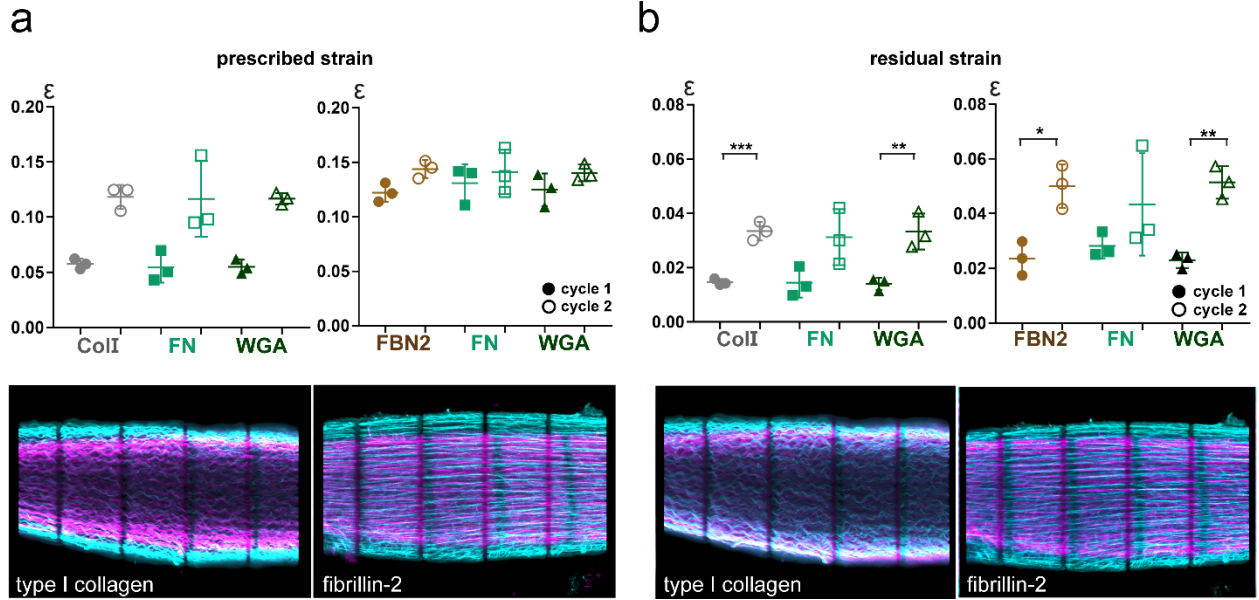 a
prescribed strain
ε
0.20
0.15
0.10
0.05
0.00
ColI
FN
WGA
ε
0.20
0.15
0.10
0.05
0.00
cycle 1
cycle 2
FBN2
FN
WGA
type I collagen
fibrillin-2
b
residual strain
ε
0.08
0.06
0.04
0.02
0.00
***
**
ColI
FN
WGA
ε
0.08
0.06
0.04
0.02
0.00
*
**
cycle 1
cycle 2
FBN2
FN
WGA
type I collagen
fibrillin-2